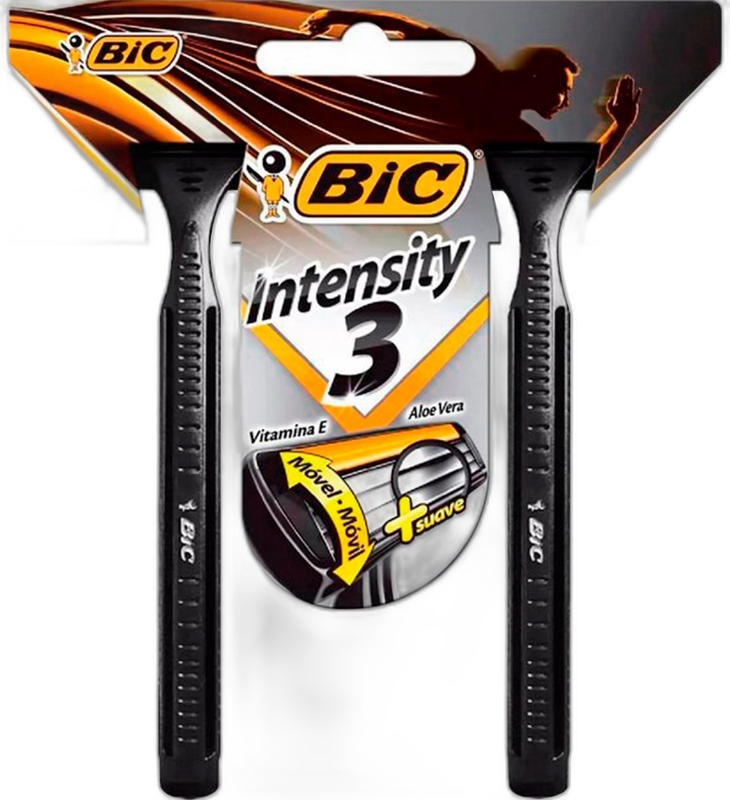 BiC
BiC®
Intensity
3
Vitamina E
Aloe Vera
Móvel · Móvil
+suave
BiC
BiC